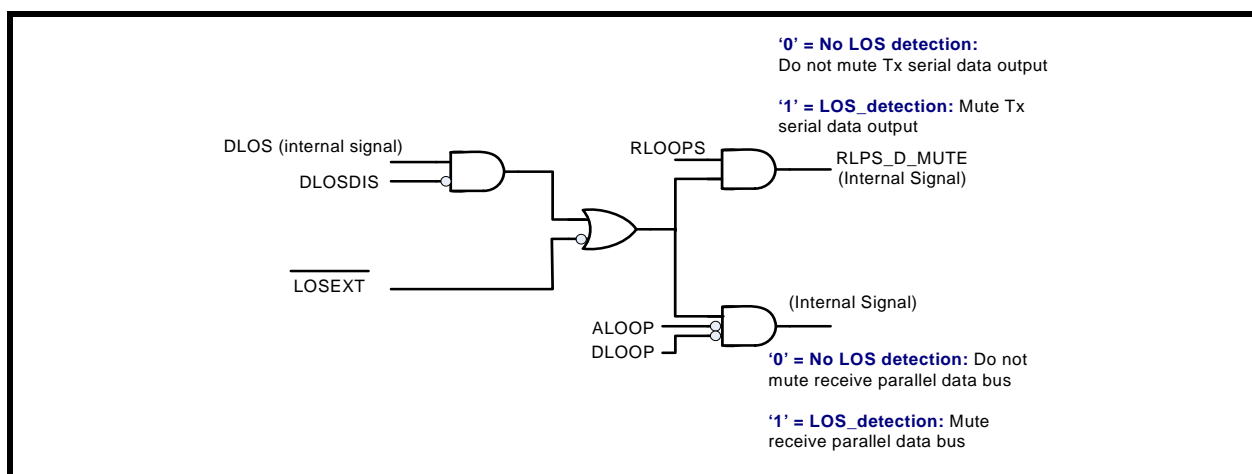 ‘0’ = No LOS detection:
Do not mute Tx serial data output
‘1’ = LOS_detection: Mute Tx
serial data output
DLOS (internal signal)
DLOSDIS
RLOOPS
RLPS_D_MUTE
(Internal Signal)
LOSEXT
(Internal Signal)
ALOOP
DLOOP
‘0’ = No LOS detection: Do not
mute receive parallel data bus
‘1’ = LOS_detection: Mute
receive parallel data bus